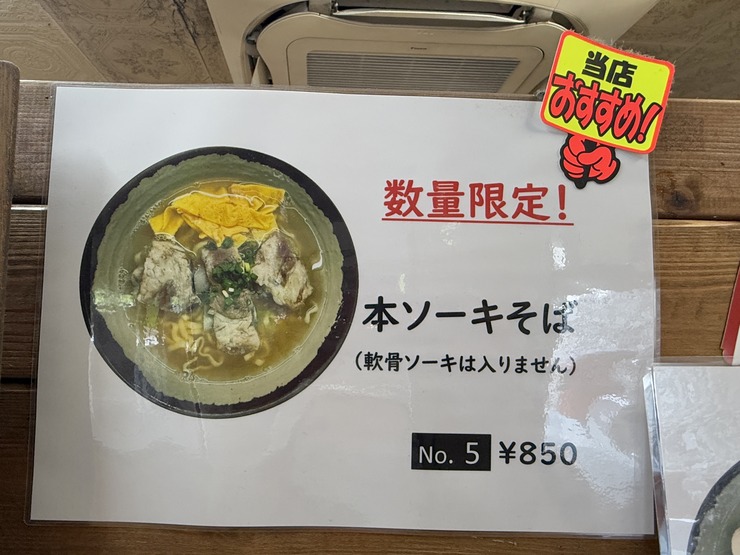 当店
おすすめ!
数量限定!
本ソーキそば
(軟骨ソーキは入りません)
No. 5 ¥850